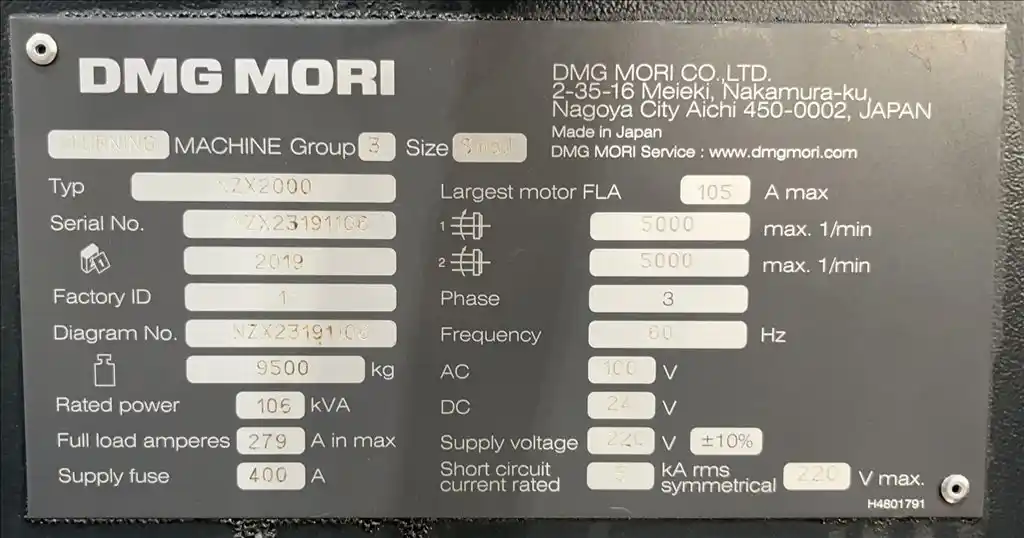 DMG MORI
DMG MORI CO.,LTD.
2-35-16 Meieki, Nakamura-ku,
Nagoya City Aichi 450-0002, JAPAN
Made in Japan
DMG MORI Service : www.dmgmori.com
TURNING MACHINE Group 3 Size
Typ NZX2000
Serial No.
2019
Factory ID 1
Diagram No.
9500 kg
Rated power 106 kVA
Full load amperes 279 A in max
Supply fuse 400 A
Largest motor FLA 105 A max
1 5000 max. 1/min
2 5000 max. 1/min
Phase 3
Frequency 60 Hz
AC 100 V
DC 24 V
Supply voltage 220 V ±10%
Short circuit
current rated 5 kA rms
symmetrical 220 V max.
H4801791